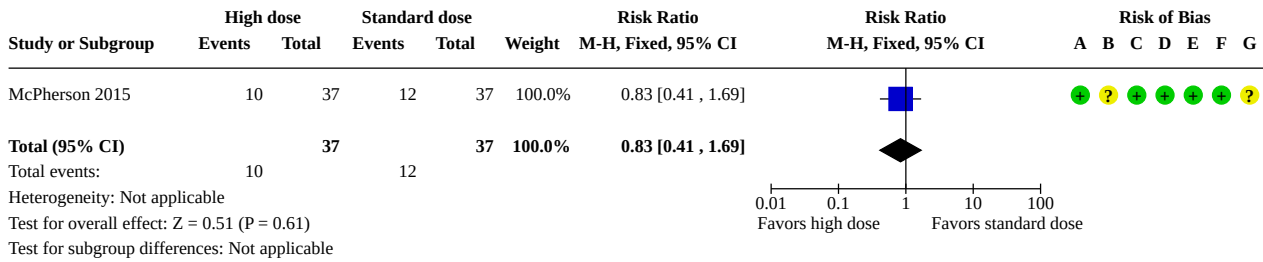 High dose Standard dose Risk Ratio Risk Ratio Risk of Bias
Study or Subgroup Events Total Events Total Weight M-H, Fixed, 95% CI M-H, Fixed, 95% CI A B C D E F G
McPherson 2015 10 37 12 37 100.0% 0.83 [0.41 , 1.69] + ? + + + + ?
Total (95% CI) 37 37 100.0% 0.83 [0.41 , 1.69]
Total events: 10 12
Heterogeneity: Not applicable 0.01 0.1 1 10 100
Test for overall effect: Z = 0.51 (P = 0.61) Favors high dose Favors standard dose
Test for subgroup differences: Not applicable